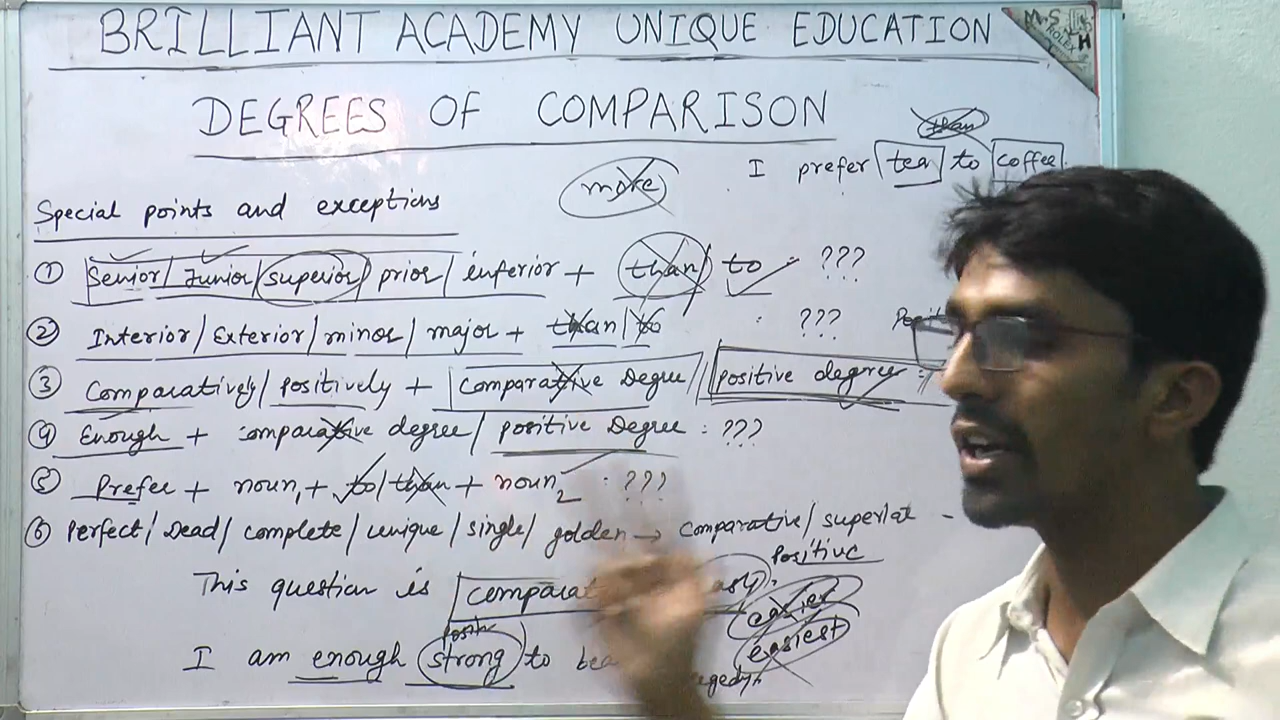 BRILLIANT ACADEMY UNIQUE EDUCATION
M.S
ROLEX
H
DEGREES OF COMPARISON
than
I prefer tea to coffee.
more
Special points and exceptions
① Senior/Junior/superior/prior/inferior + than/to ???
② Interior/Exterior/minor/major + than/to : ???
③ Comparatively/positively + Comparative Degree/positive degree :
④ Enough + comparative degree/positive Degree : ???
⑤ Prefer + noun1 + to/than + noun2 : ???
⑥ Perfect/Dead/complete/unique/single/golden → comparative/superlat -
positive
This question is
easier
easiest
I am enough strong to